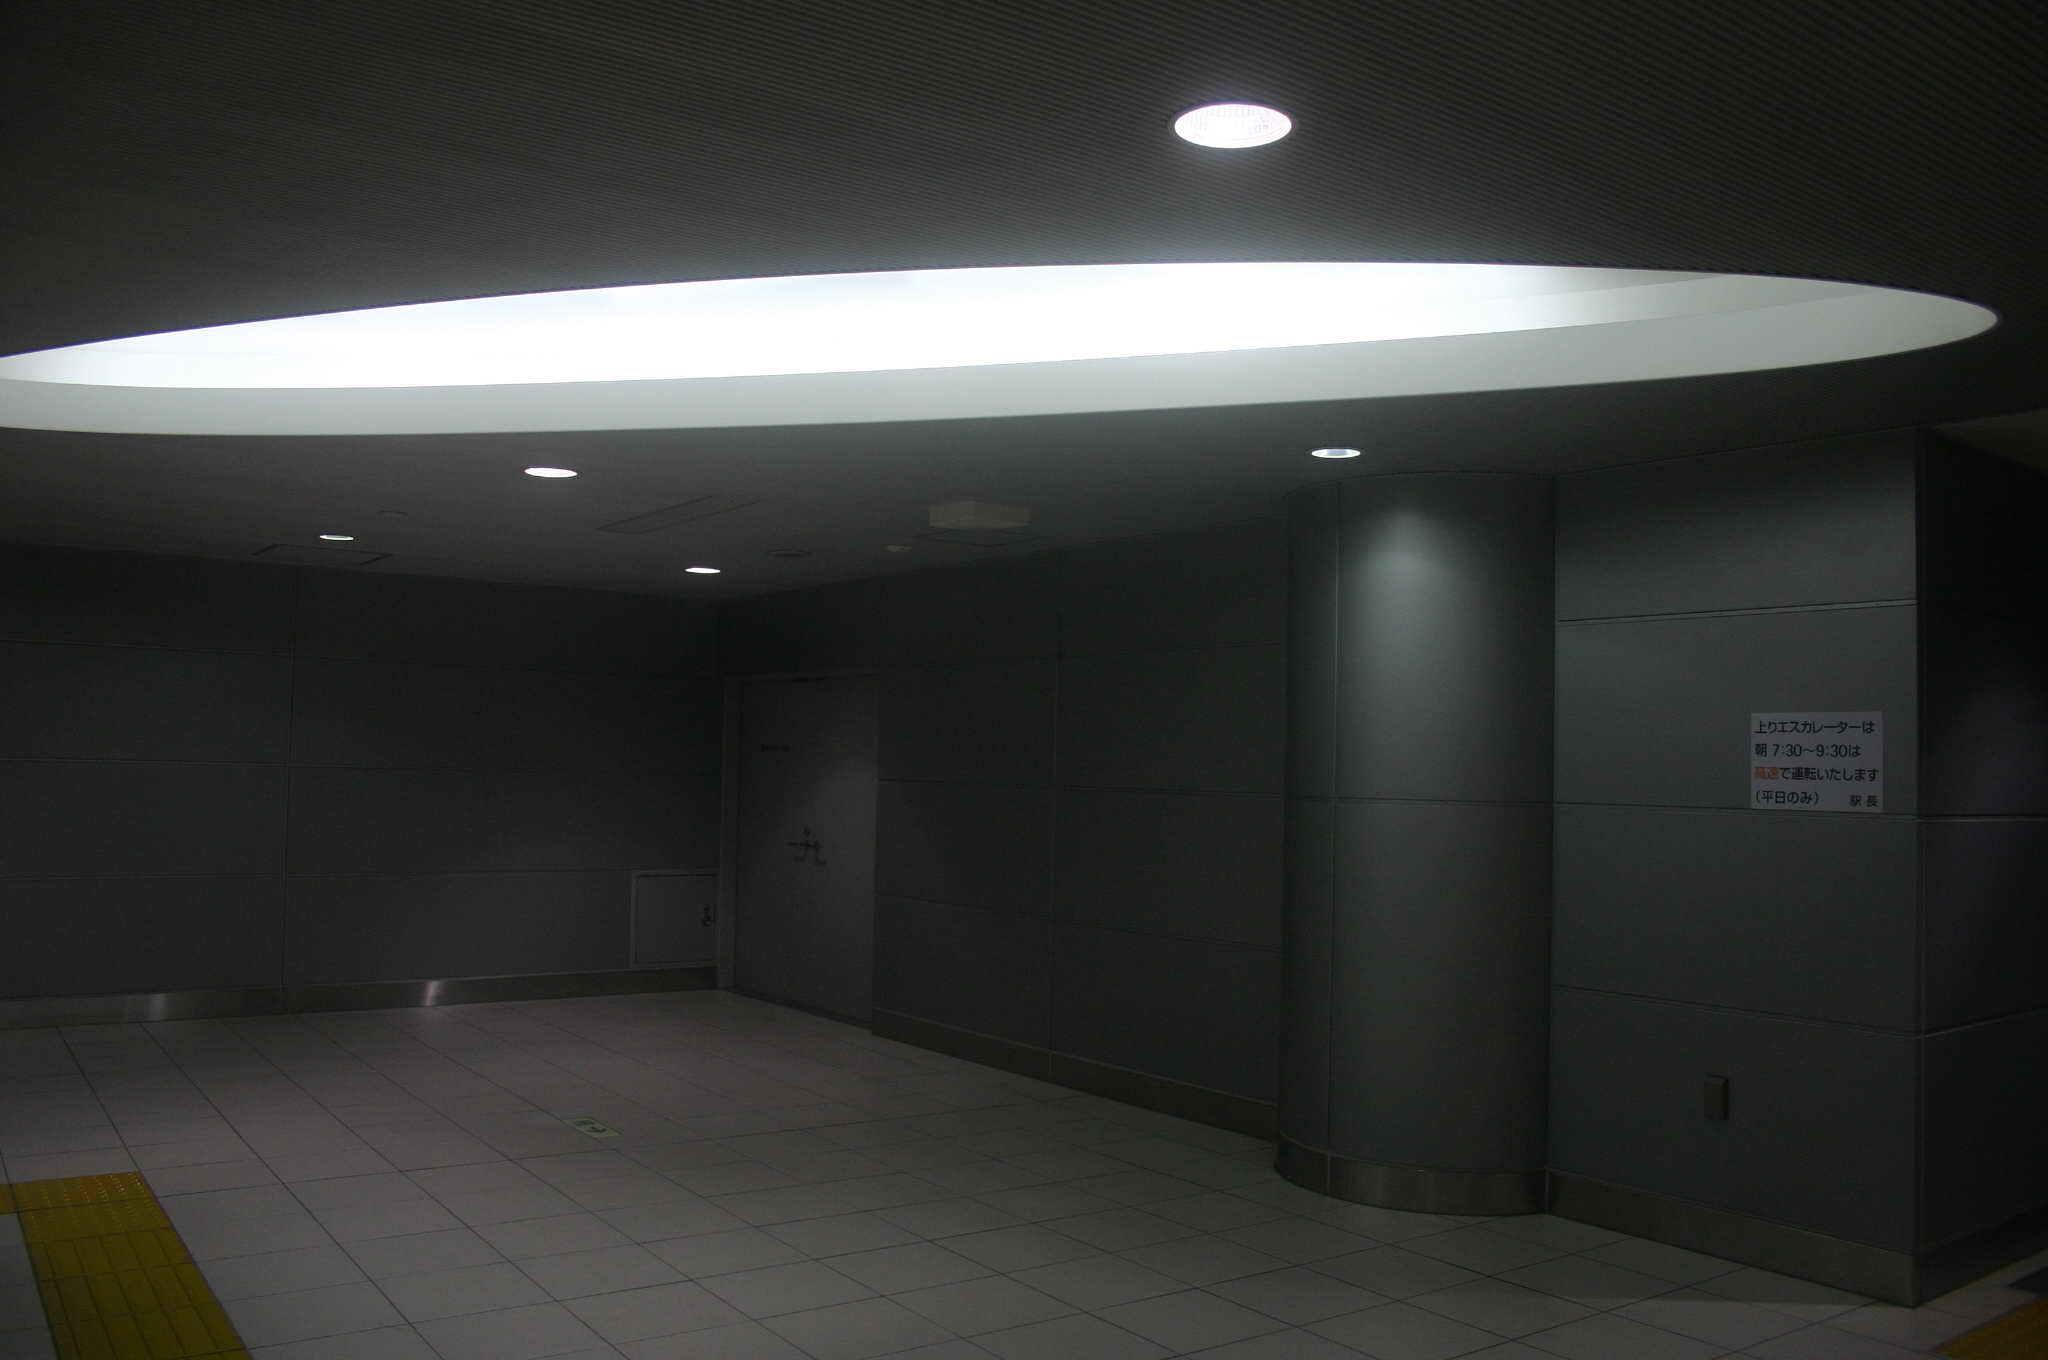 上りエスカレーターは
朝 7:30～9:30は
高速で運転いたします
（平日のみ） 駅 長